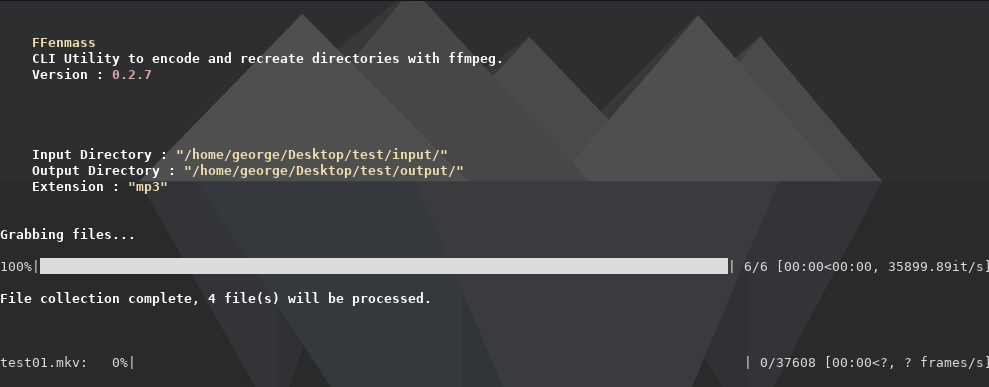 FFenmass
CLI Utility to encode and recreate directories with ffmpeg.
Version : 0.2.7
Input Directory : "/home/george/Desktop/test/input/"
Output Directory : "/home/george/Desktop/test/output/"
Extension : "mp3"
Grabbing files...
100%| | 6/6 [00:00<00:00, 35899.89it/s]
File collection complete, 4 file(s) will be processed.
test01.mkv: 0%| | 0/37608 [00:00<?, ? frames/s]